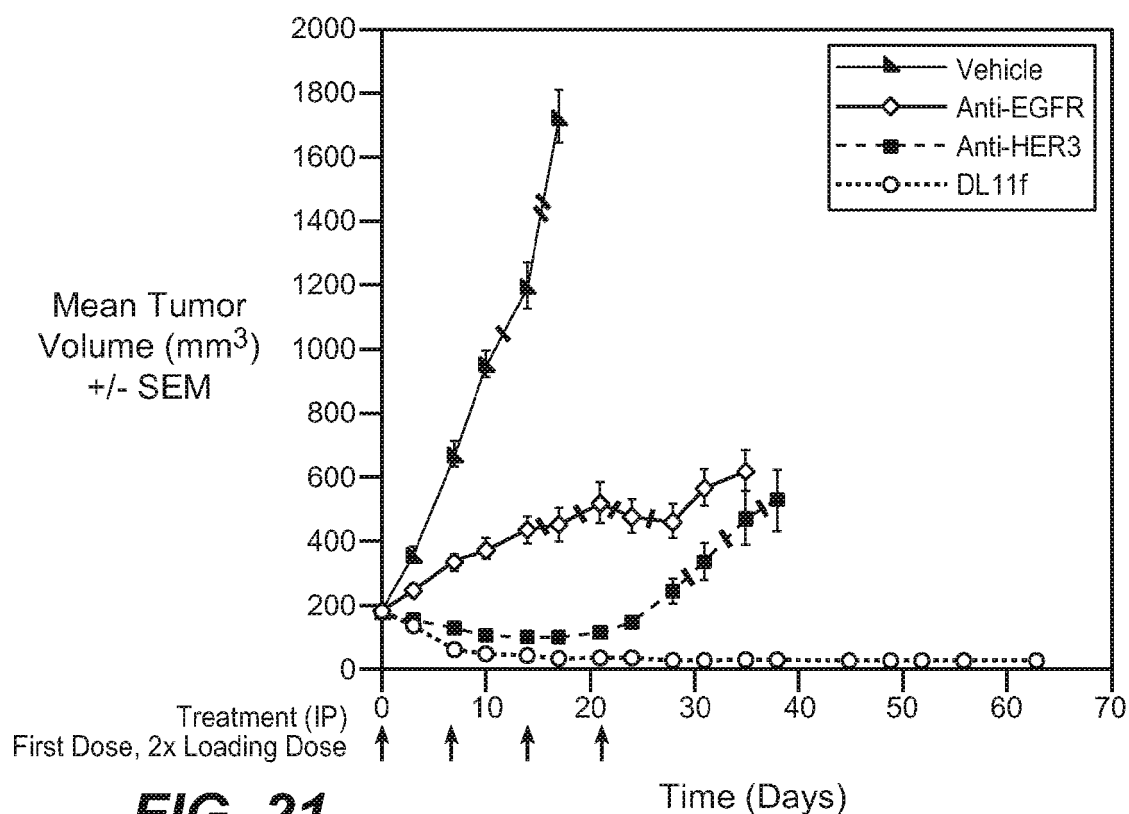 2000
1800
1600
1400
1200
1000
800
600
400
200
0
Mean Tumor
Volume (mm3)
+/- SEM
Vehicle
Anti-EGFR
Anti-HER3
DL11f
0 10 20 30 40 50 60 70
Treatment (IP)
First Dose, 2x Loading Dose
Time (Days)
FIG. 21